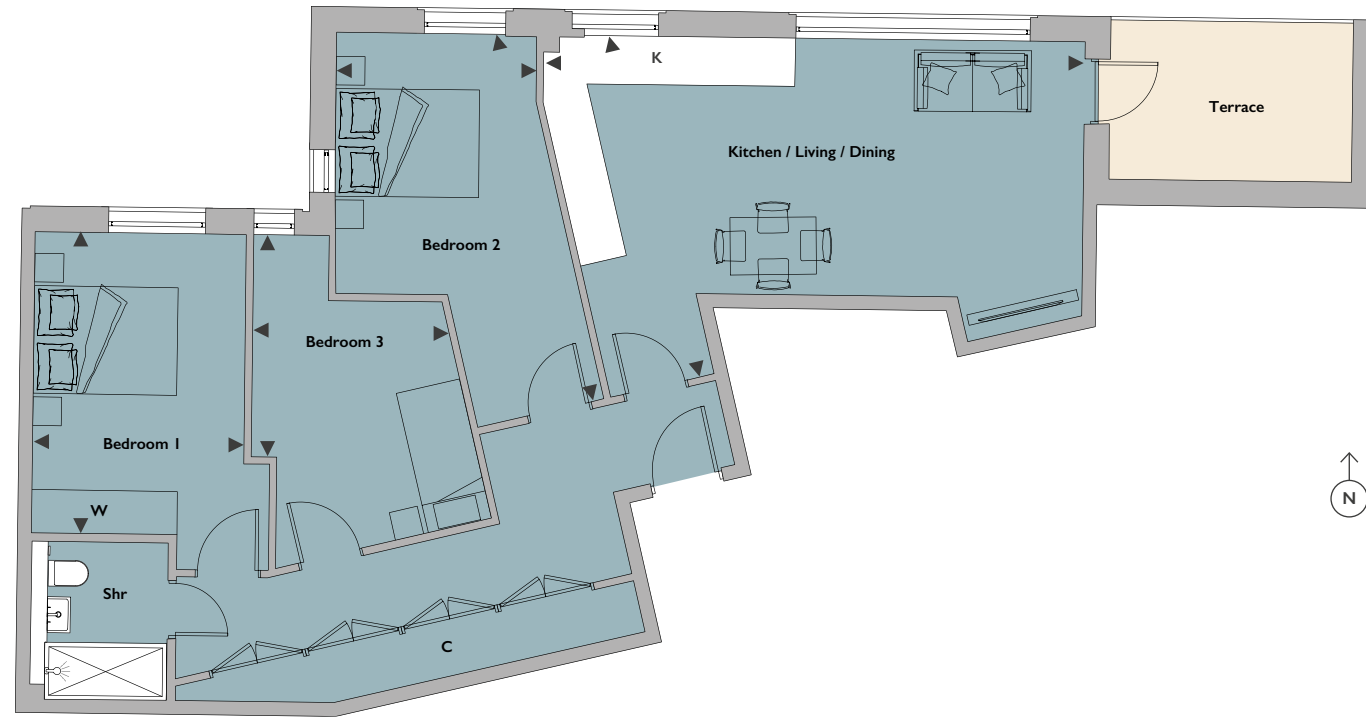 K
Terrace
Kitchen / Living / Dining
Bedroom 2
Bedroom 3
Bedroom 1
W
N
Shr
C